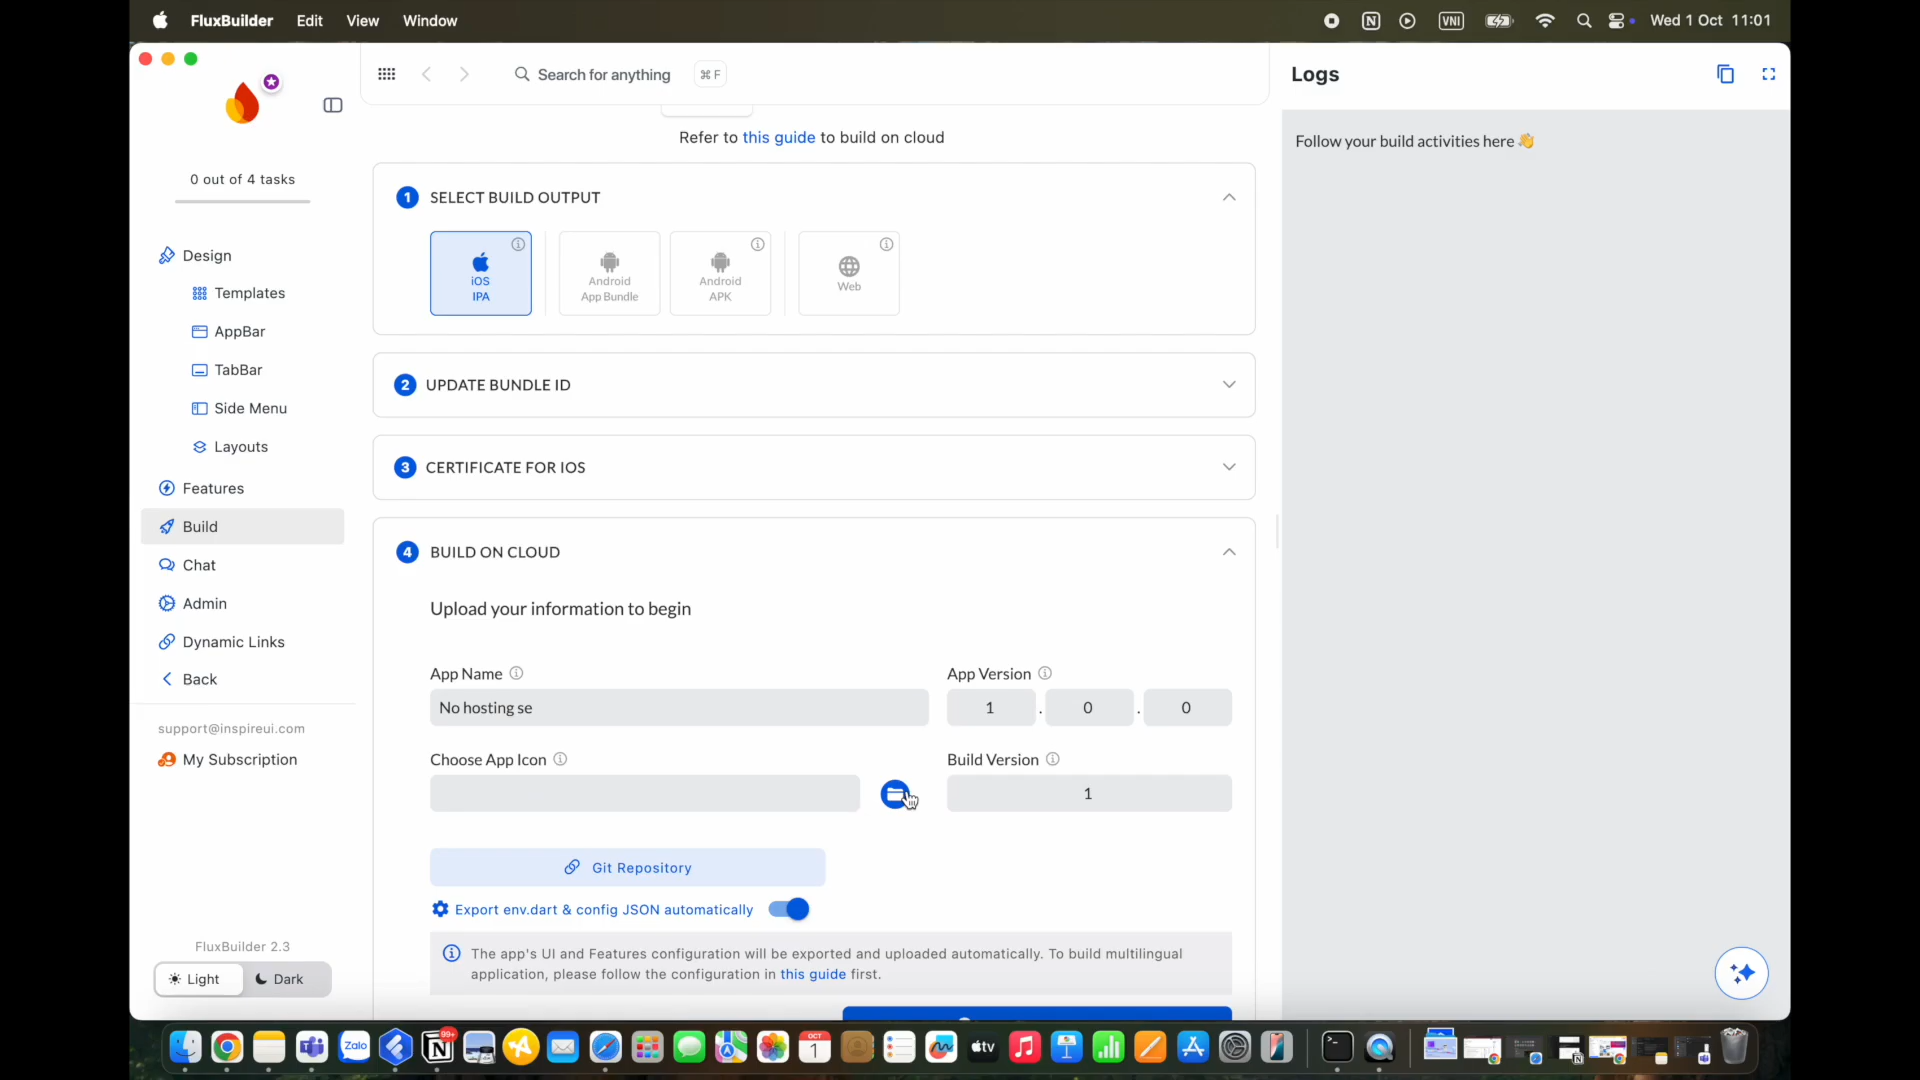 FluxBuilder Edit View Window
VNI Wed 1 Oct 11:01
0 out of 4 tasks
Design
Templates
AppBar
TabBar
Side Menu
Layouts
Features
Build
Chat
Admin
Dynamic Links
Back
support@inspireui.com
My Subscription
FluxBuilder 2.3
Light Dark
Search for anything ⌘ F
Refer to this guide to build on cloud
1 SELECT BUILD OUTPUT
iOS
IPA
Android
App Bundle
Android
APK
Web
2 UPDATE BUNDLE ID
3 CERTIFICATE FOR IOS
4 BUILD ON CLOUD
Upload your information to begin
App Name
No hosting se
App Version
1 . 0 . 0
Choose App Icon
Build Version
1
Git Repository
Export env.dart & config JSON automatically
The app's UI and Features configuration will be exported and uploaded automatically. To build multilingual
application, please follow the configuration in this guide first.
Logs
Follow your build activities here 👋
Zalo
99+
OCT
1
tv